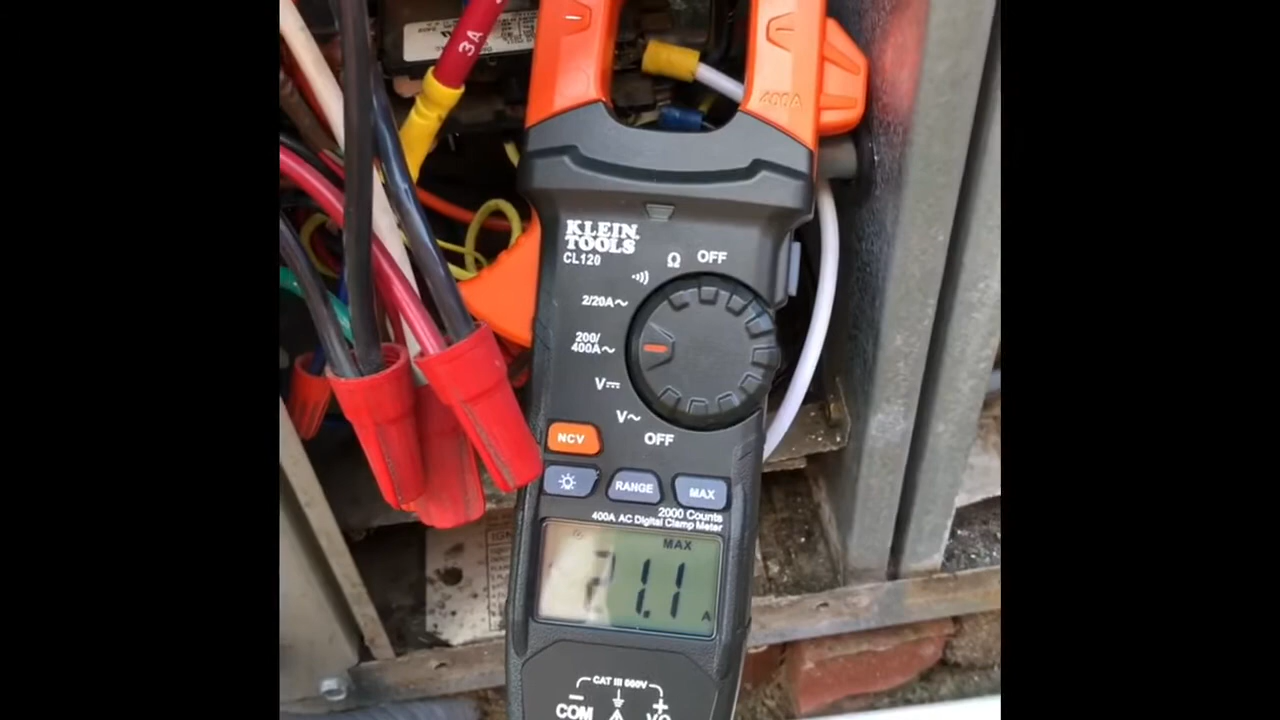 3A
400A
KLEIN
TOOLS
CL120
Ω OFF
2/20A~
200/
400A~
V⎓
V~
OFF
NCV
RANGE
MAX
2000 Counts
400A AC Digital Clamp Meter
MAX
21.1
A
CAT III 600V
− +
COM VΩ